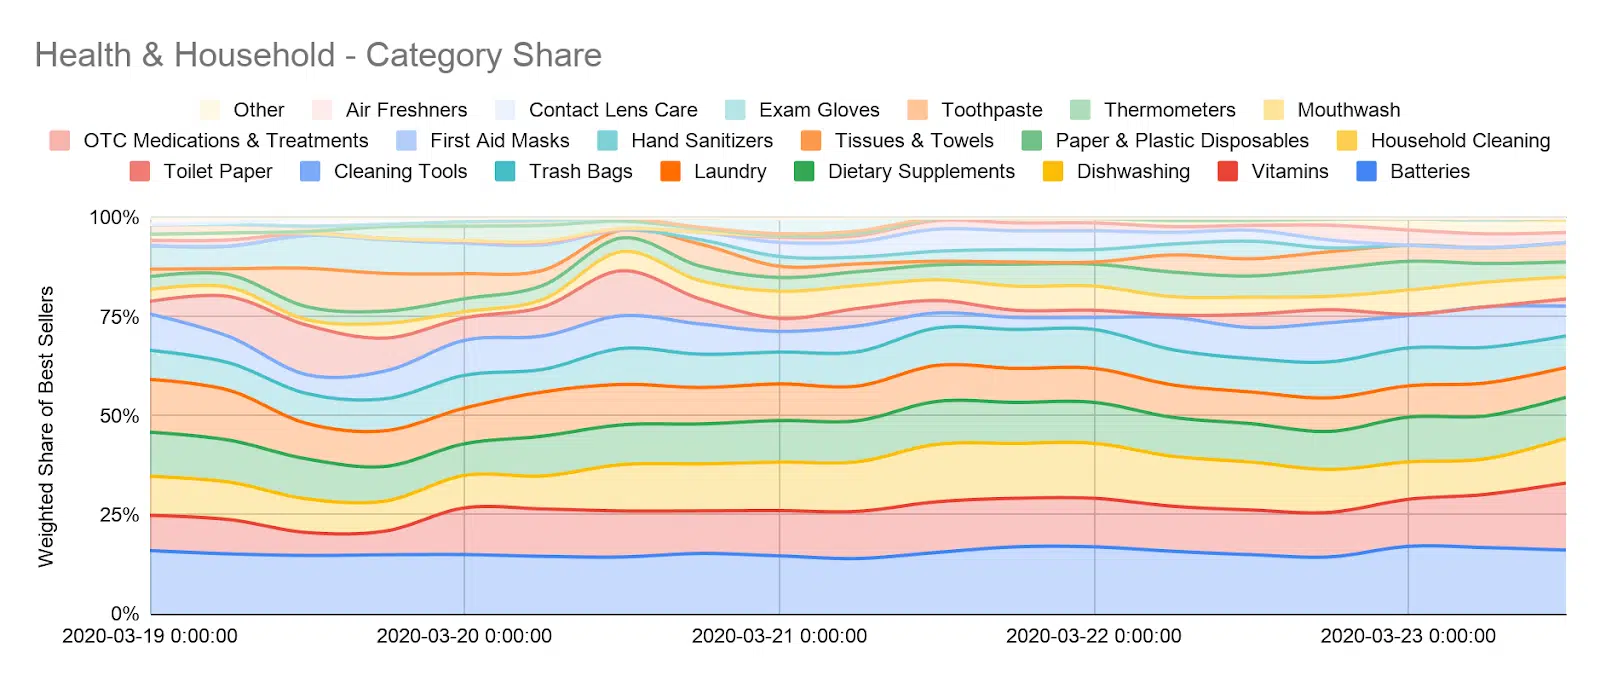 Health & Household - Category Share
Other Air Freshners Contact Lens Care Exam Gloves Toothpaste Thermometers Mouthwash
OTC Medications & Treatments First Aid Masks Hand Sanitizers Tissues & Towels Paper & Plastic Disposables Household Cleaning
Toilet Paper Cleaning Tools Trash Bags Laundry Dietary Supplements Dishwashing Vitamins Batteries
Weighted Share of Best Sellers
100%
75%
50%
25%
0%
2020-03-19 0:00:00 2020-03-20 0:00:00 2020-03-21 0:00:00 2020-03-22 0:00:00 2020-03-23 0:00:00